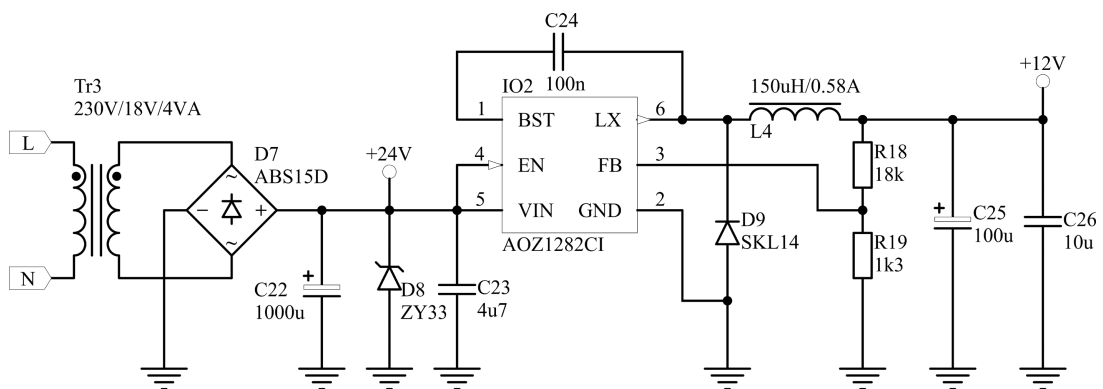 C24
100n
Tr3
230V/18V/4VA
L
N
D7
ABS15D
~
~
−
+
+24V
IO2
1
BST
LX
6
4
EN
FB
3
5
VIN
GND
2
AOZ1282CI
150uH/0.58A
L4
+12V
R18
18k
R19
1k3
D9
SKL14
+
C25
100u
C26
10u
+
C22
1000u
D8
ZY33
C23
4u7